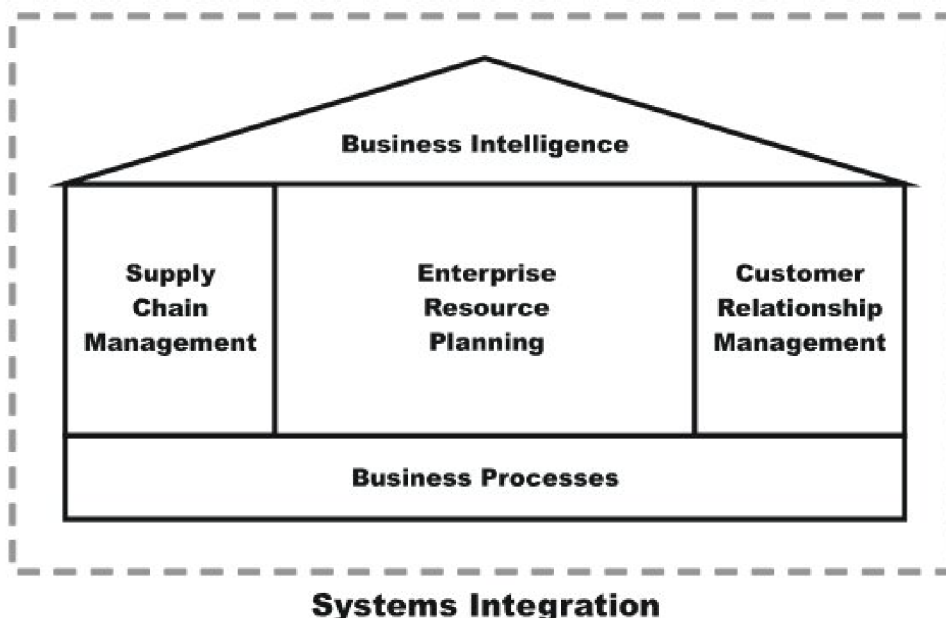 Business Intelligence
Supply
Chain
Management
Enterprise
Resource
Planning
Customer
Relationship
Management
Business Processes
Systems Integration